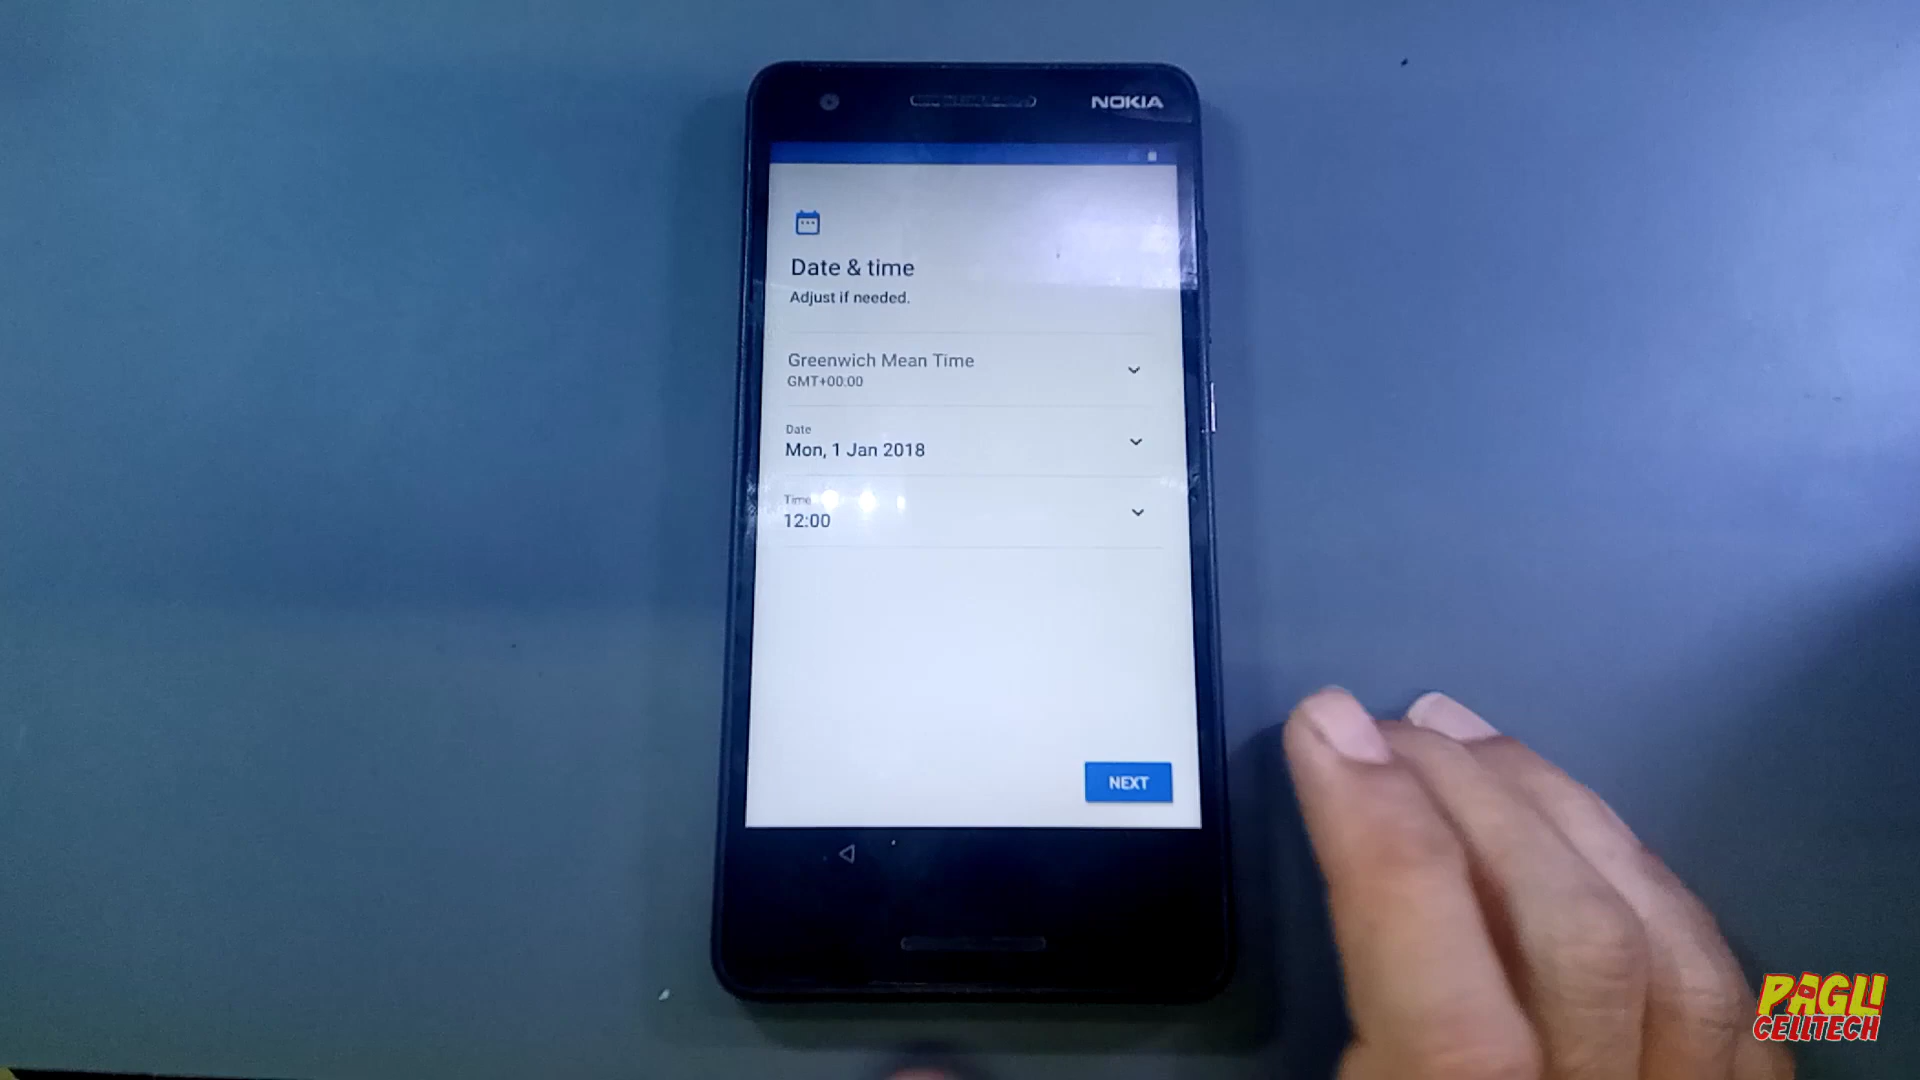 NOKIA
Date & time
Adjust if needed.
Greenwich Mean Time
GMT+00:00
Date
Mon, 1 Jan 2018
Time
12:00
NEXT
PAGLI
CELLTECH